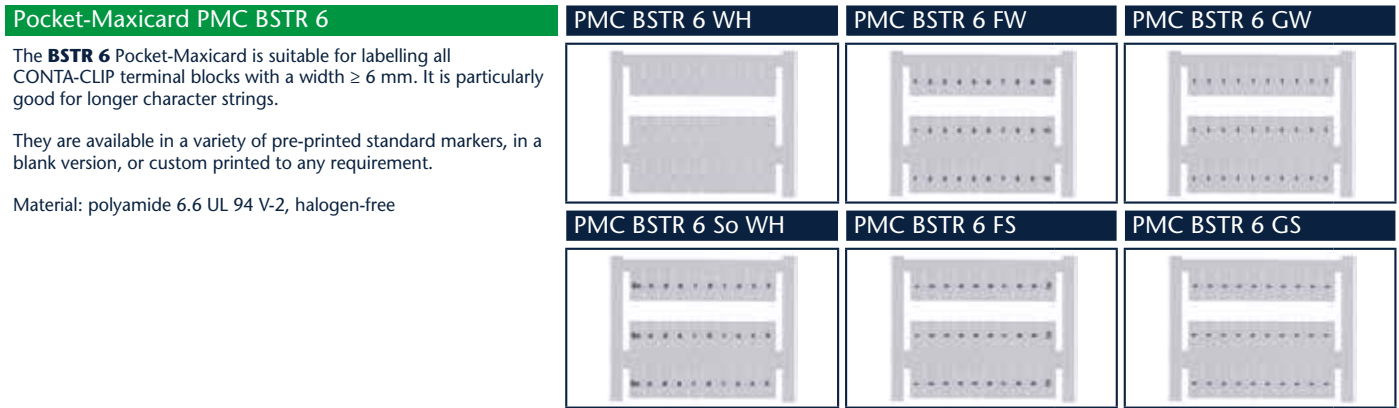 Pocket-Maxicard PMC BSTR 6
The BSTR 6 Pocket-Maxicard is suitable for labelling all
CONTA-CLIP terminal blocks with a width ≥ 6 mm. It is particularly
good for longer character strings.
They are available in a variety of pre-printed standard markers, in a
blank version, or custom printed to any requirement.
Material: polyamide 6.6 UL 94 V-2, halogen-free
PMC BSTR 6 WH
PMC BSTR 6 FW
PMC BSTR 6 GW
PMC BSTR 6 So WH
PMC BSTR 6 FS
PMC BSTR 6 GS